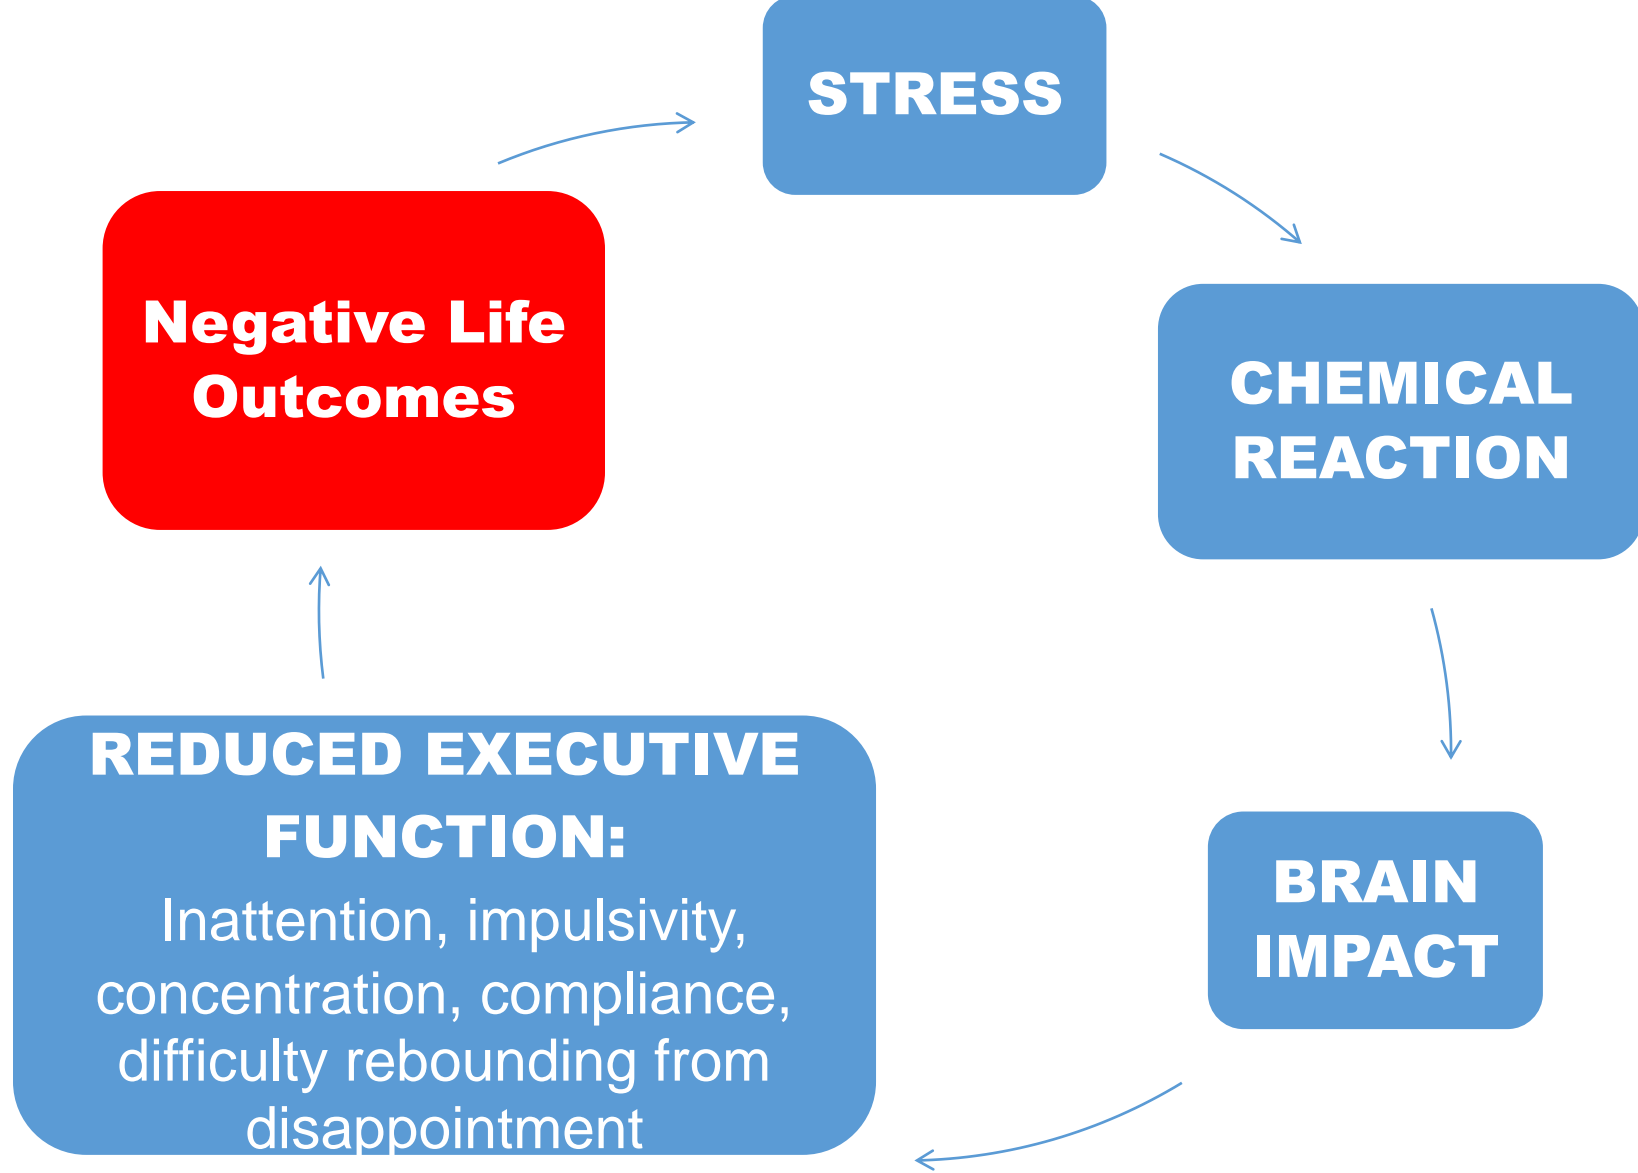 STRESS
CHEMICAL
REACTION
BRAIN
IMPACT
REDUCED EXECUTIVE
FUNCTION:
Inattention, impulsivity,
concentration, compliance,
difficulty rebounding from
disappointment
Negative Life
Outcomes